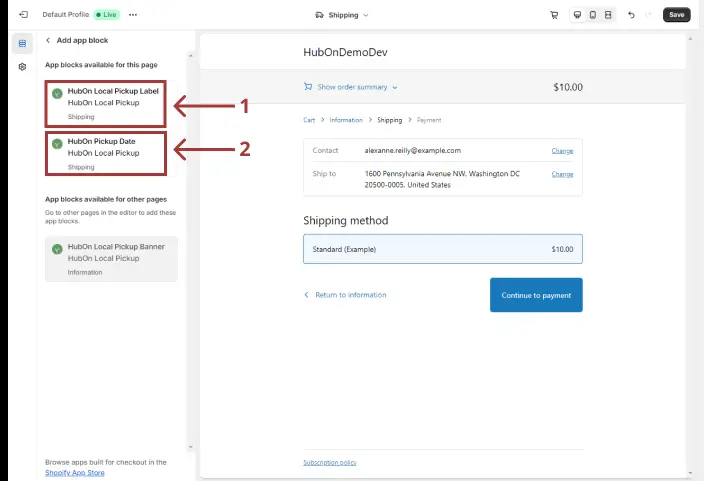 Default Profile Live ...
Shipping
Save
Add app block
App blocks available for this page
HubOn Local Pickup Label
HubOn Local Pickup
Shipping
1
HubOn Pickup Date
HubOn Local Pickup
Shipping
2
App blocks available for other pages
Go to other pages in the editor to add these
app blocks.
HubOn Local Pickup Banner
HubOn Local Pickup
Information
Browse apps built for checkout in the
Shopify App Store
HubOnDemoDev
Show order summary
$10.00
Cart > Information > Shipping > Payment
Contact alexanne.reilly@example.com Change
Ship to 1600 Pennsylvania Avenue NW, Washington DC Change
20500-0005, United States
Shipping method
Standard (Example) $10.00
Return to information
Continue to payment
Subscription policy